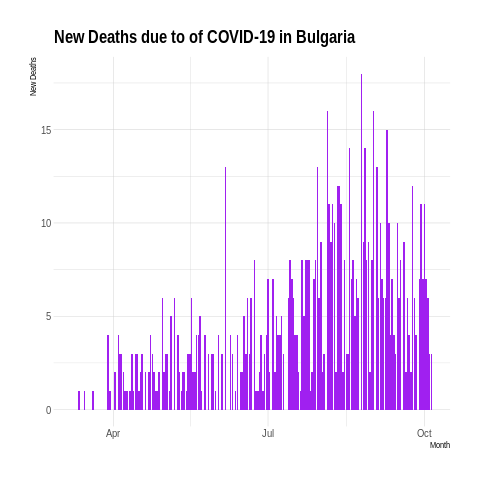 New Deaths due to of COVID-19 in Bulgaria
New Deaths
15
10
5
0
Apr
Jul
Oct
Month